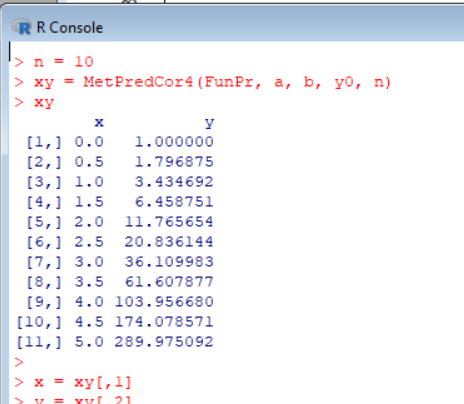 R Console
> n = 10
> xy = MetPredCor4(FunPr, a, b, y0, n)
> xy
x y
[1,] 0.0 1.000000
[2,] 0.5 1.796875
[3,] 1.0 3.434692
[4,] 1.5 6.458751
[5,] 2.0 11.765654
[6,] 2.5 20.836144
[7,] 3.0 36.109983
[8,] 3.5 61.607877
[9,] 4.0 103.956680
[10,] 4.5 174.078571
[11,] 5.0 289.975092
>
> x = xy[,1]
> y = xy[,2]